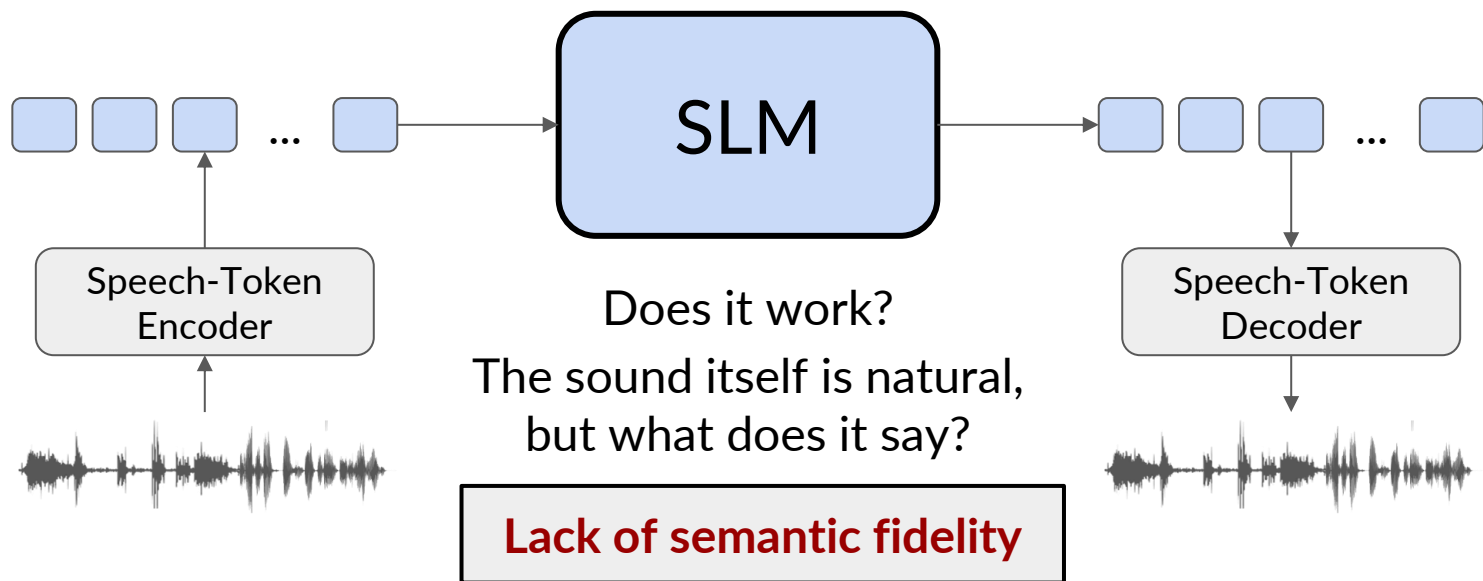 SLM
...
...
Speech-Token
Encoder
Speech-Token
Decoder
Does it work?
The sound itself is natural,
but what does it say?
Lack of semantic fidelity